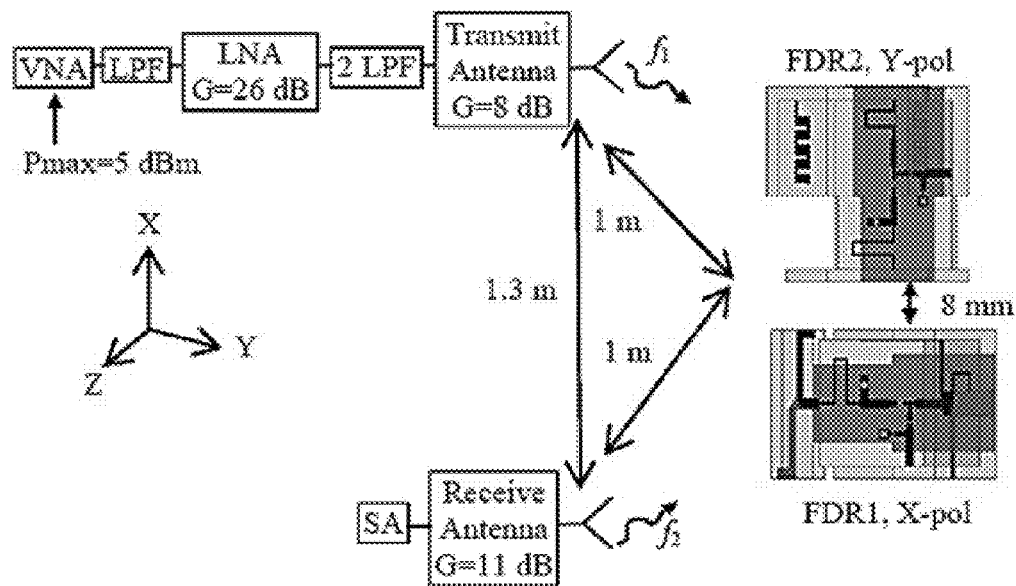 VNA
LPF
LNA
G=26 dB
2 LPF
Transmit
Antenna
G=8 dB
f1
Pmax=5 dBm
FDR2, Y-pol
X
Y
Z
1 m
1.3 m
1 m
8 mm
SA
Receive
Antenna
G=11 dB
f2
FDR1, X-pol